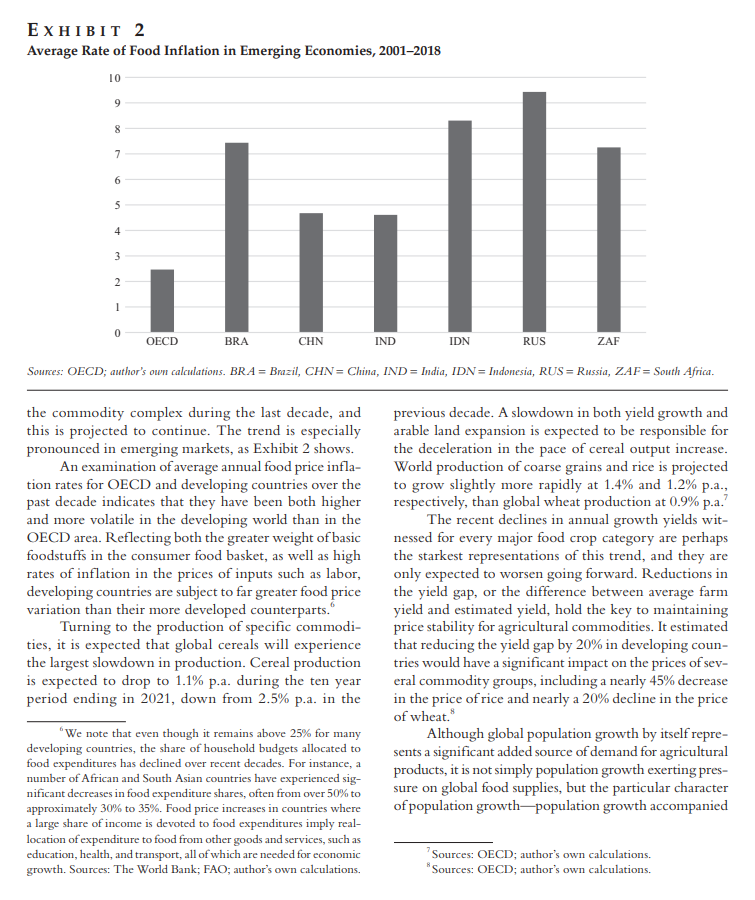 EXHIBIT 2
Average Rate of Food Inflation in Emerging Economies, 2001–2018
10
9
8
7
6
5
4
3
2
1
0
OECD BRA CHN IND IDN RUS ZAF
Sources: OECD; author's own calculations. BRA = Brazil, CHN = China, IND = India, IDN = Indonesia, RUS = Russia, ZAF = South Africa.
the commodity complex during the last decade, and
this is projected to continue. The trend is especially
pronounced in emerging markets, as Exhibit 2 shows.
An examination of average annual food price infla-
tion rates for OECD and developing countries over the
past decade indicates that they have been both higher
and more volatile in the developing world than in the
OECD area. Reflecting both the greater weight of basic
foodstuffs in the consumer food basket, as well as high
rates of inflation in the prices of inputs such as labor,
developing countries are subject to far greater food price
variation than their more developed counterparts.⁶
Turning to the production of specific commodi-
ties, it is expected that global cereals will experience
the largest slowdown in production. Cereal production
is expected to drop to 1.1% p.a. during the ten year
period ending in 2021, down from 2.5% p.a. in the
⁶We note that even though it remains above 25% for many
developing countries, the share of household budgets allocated to
food expenditures has declined over recent decades. For instance, a
number of African and South Asian countries have experienced sig-
nificant decreases in food expenditure shares, often from over 50% to
approximately 30% to 35%. Food price increases in countries where
a large share of income is devoted to food expenditures imply real-
location of expenditure to food from other goods and services, such as
education, health, and transport, all of which are needed for economic
growth. Sources: The World Bank; FAO; author's own calculations.
previous decade. A slowdown in both yield growth and
arable land expansion is expected to be responsible for
the deceleration in the pace of cereal output increase.
World production of coarse grains and rice is projected
to grow slightly more rapidly at 1.4% and 1.2% p.a.,
respectively, than global wheat production at 0.9% p.a.⁷
The recent declines in annual growth yields wit-
nessed for every major food crop category are perhaps
the starkest representations of this trend, and they are
only expected to worsen going forward. Reductions in
the yield gap, or the difference between average farm
yield and estimated yield, hold the key to maintaining
price stability for agricultural commodities. It estimated
that reducing the yield gap by 20% in developing coun-
tries would have a significant impact on the prices of sev-
eral commodity groups, including a nearly 45% decrease
in the price of rice and nearly a 20% decline in the price
of wheat.⁸
Although global population growth by itself repre-
sents a significant added source of demand for agricultural
products, it is not simply population growth exerting pres-
sure on global food supplies, but the particular character
of population growth—population growth accompanied
⁷Sources: OECD; author's own calculations.
⁸Sources: OECD; author's own calculations.